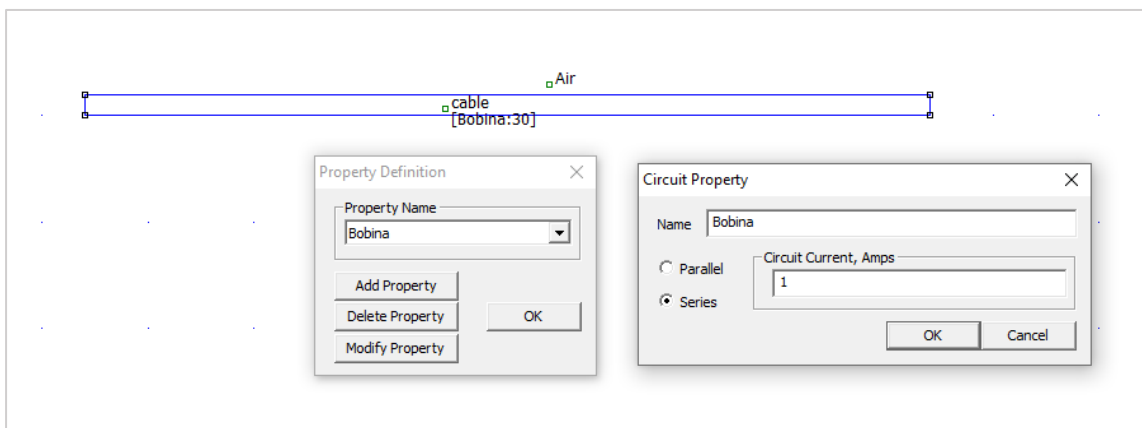 Air
cable
[Bobina:30]
Property Definition
Property Name
Bobina
Add Property
Delete Property
OK
Modify Property
Circuit Property
Name
Bobina
Parallel
Series
Circuit Current, Amps
1
OK
Cancel